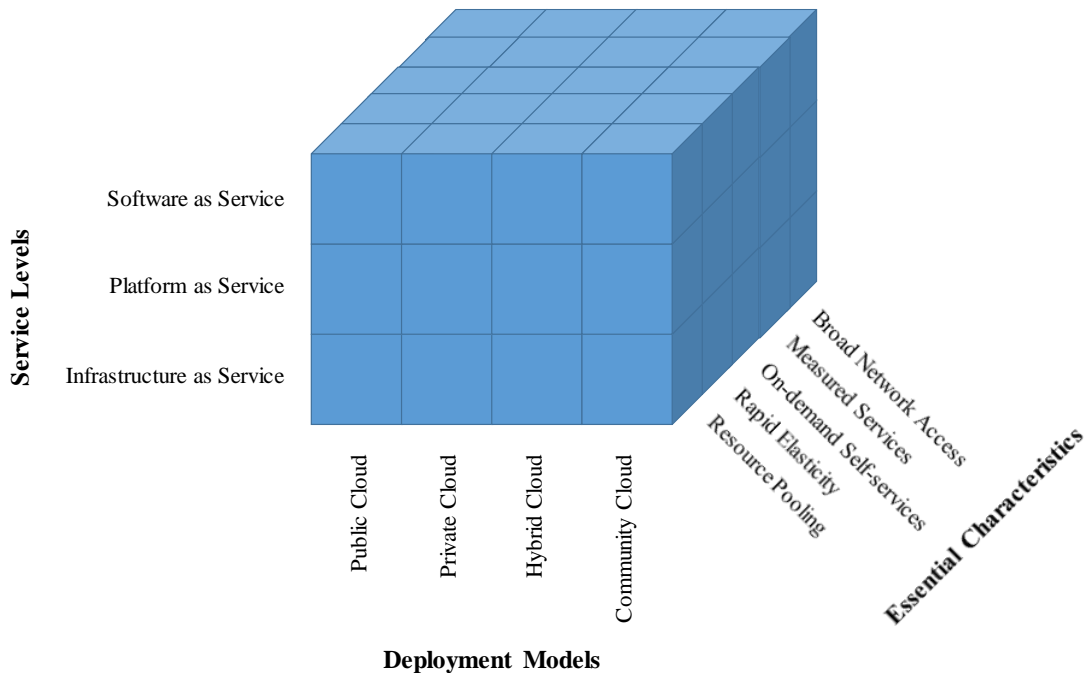 Service Levels
Software as Service
Platform as Service
Infrastructure as Service
Public Cloud
Private Cloud
Hybrid Cloud
Community Cloud
Deployment Models
Broad Network Access
Measured Services
On-demand Self-services
Rapid Elasticity
Resource Pooling
Essential Characteristics